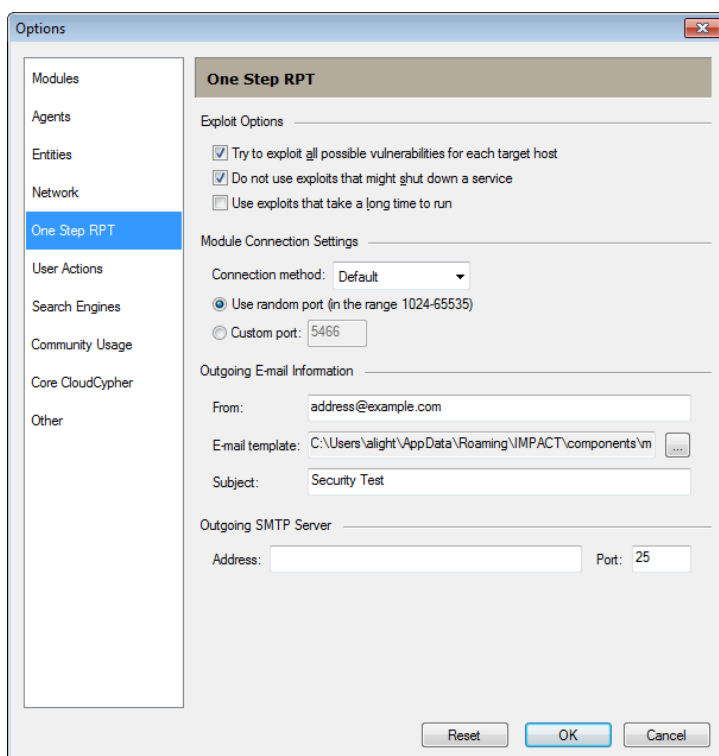 Options
Modules
Agents
Entities
Network
One Step RPT
User Actions
Search Engines
Community Usage
Core CloudCypher
Other
One Step RPT
Exploit Options
Try to exploit all possible vulnerabilities for each target host
Do not use exploits that might shut down a service
Use exploits that take a long time to run
Module Connection Settings
Connection method: Default
Use random port (in the range 1024-65535)
Custom port: 5466
Outgoing E-mail Information
From: address@example.com
E-mail template: C:\Users\alight\AppData\Roaming\IMPACT\components\m ...
Subject: Security Test
Outgoing SMTP Server
Address: Port: 25
Reset OK Cancel